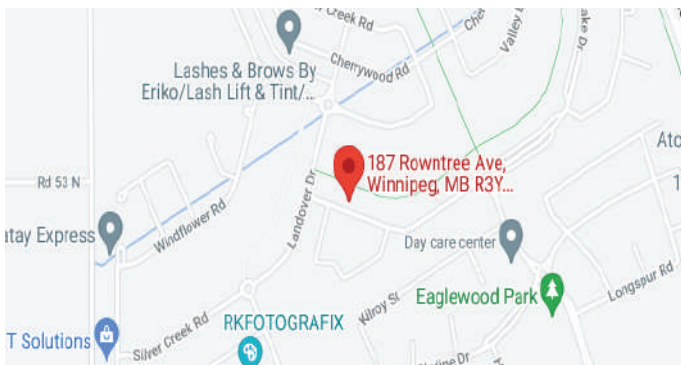 Creek Rd
Cherrywood Rd
Valley
Lashes & Brows By
Eriko/Lash Lift & Tint/...
187 Rowntree Ave,
Winnipeg, MB R3Y...
Rd 53 N
Landover Dr
Windflower Rd
Day care center
Eaglewood Park
Longspur Rd
Kilroy St
RKFOTOGRAFIX
Silver Creek Rd
Express
T Solutions
Dr